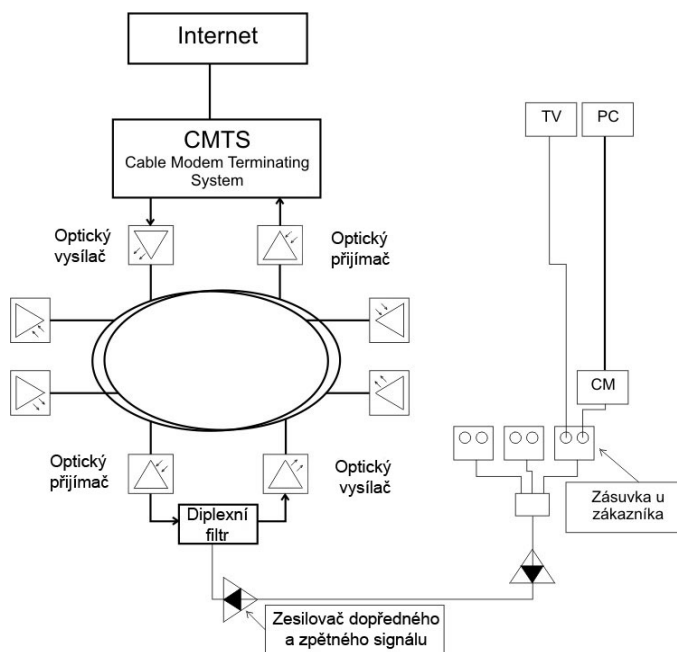 Internet
CMTS
Cable Modem Terminating
System
TV
PC
Optický
vysílač
Optický
přijímač
CM
Optický
přijímač
Optický
vysílač
Zásuvka u
zákazníka
Diplexní
filtr
Zesilovač dopředného
a zpětného signálu